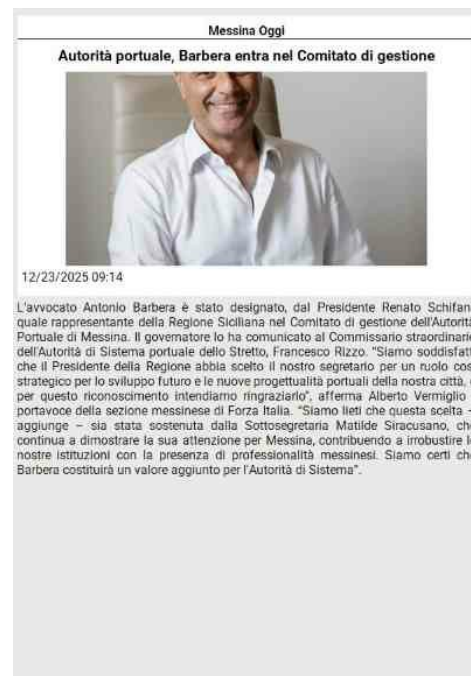 Messina Oggi
Autorità portuale, Barbera entra nel Comitato di gestione
12/23/2025 09:14
L'avvocato Antonio Barbera è stato designato, dal Presidente Renato Schifan
quale rappresentante della Regione Siciliana nel Comitato di gestione dell'Autorità
Portuale di Messina. Il governatore lo ha comunicato al Commissario straordinario
dell'Autorità di Sistema portuale dello Stretto, Francesco Rizzo. "Siamo soddisfatt
che il Presidente della Regione abbia scelto il nostro segretario per un ruolo così
strategico per lo sviluppo futuro e le nuove progettualità portuali della nostra città,
per questo riconoscimento intendiamo ringraziarlo", afferma Alberto Vermiglio
portavoce della sezione messinese di Forza Italia. "Siamo lieti che questa scelta –
aggiunge – sia stata sostenuta dalla Sottosegretaria Matilde Siracusano, che
continua a dimostrare la sua attenzione per Messina, contribuendo a irrobustire le
nostre istituzioni con la presenza di professionalità messinesi. Siamo certi che
Barbera costituirà un valore aggiunto per l'Autorità di Sistema".